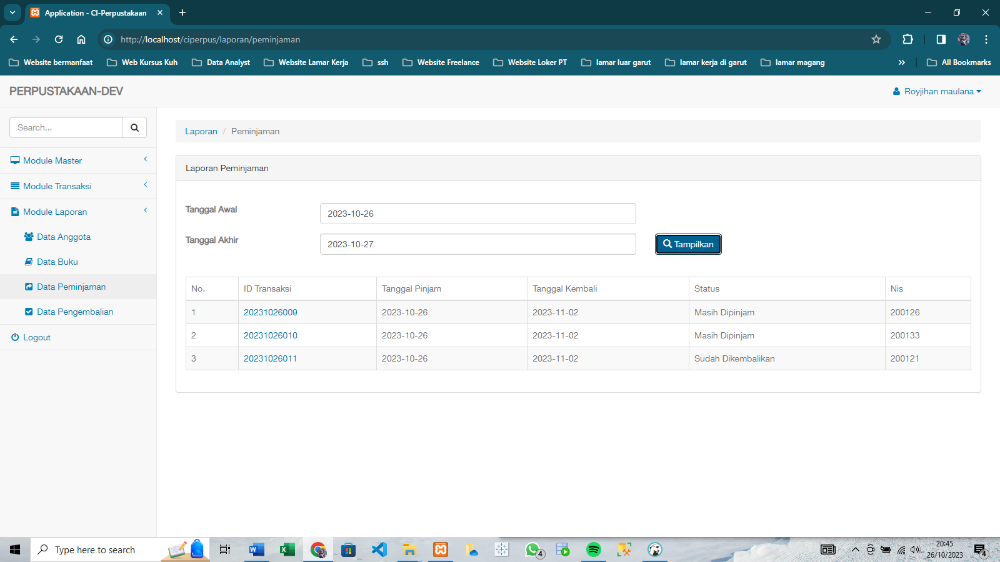 Application - CI-Perpustakaan
http://localhost/ciperpus/laporan/peminjaman
Website bermanfaat Web Kursus Kuh Data Analyst Website Lamar Kerja ssh Website Freelance Website Loker PT lamar luar garut lamar kerja di garut lamar magang » All Bookmarks
PERPUSTAKAAN-DEV Royjihan maulana
Search...
Module Master
Module Transaksi
Module Laporan
Data Anggota
Data Buku
Data Peminjaman
Data Pengembalian
Logout
Laporan / Peminjaman
Laporan Peminjaman
Tanggal Awal 2023-10-26
Tanggal Akhir 2023-10-27 Tampilkan
No. ID Transaksi Tanggal Pinjam Tanggal Kembali Status Nis
1 20231026009 2023-10-26 2023-11-02 Masih Dipinjam 200126
2 20231026010 2023-10-26 2023-11-02 Masih Dipinjam 200133
3 20231026011 2023-10-26 2023-11-02 Sudah Dikembalikan 200121
Type here to search
4
20:45
26/10/2023
4